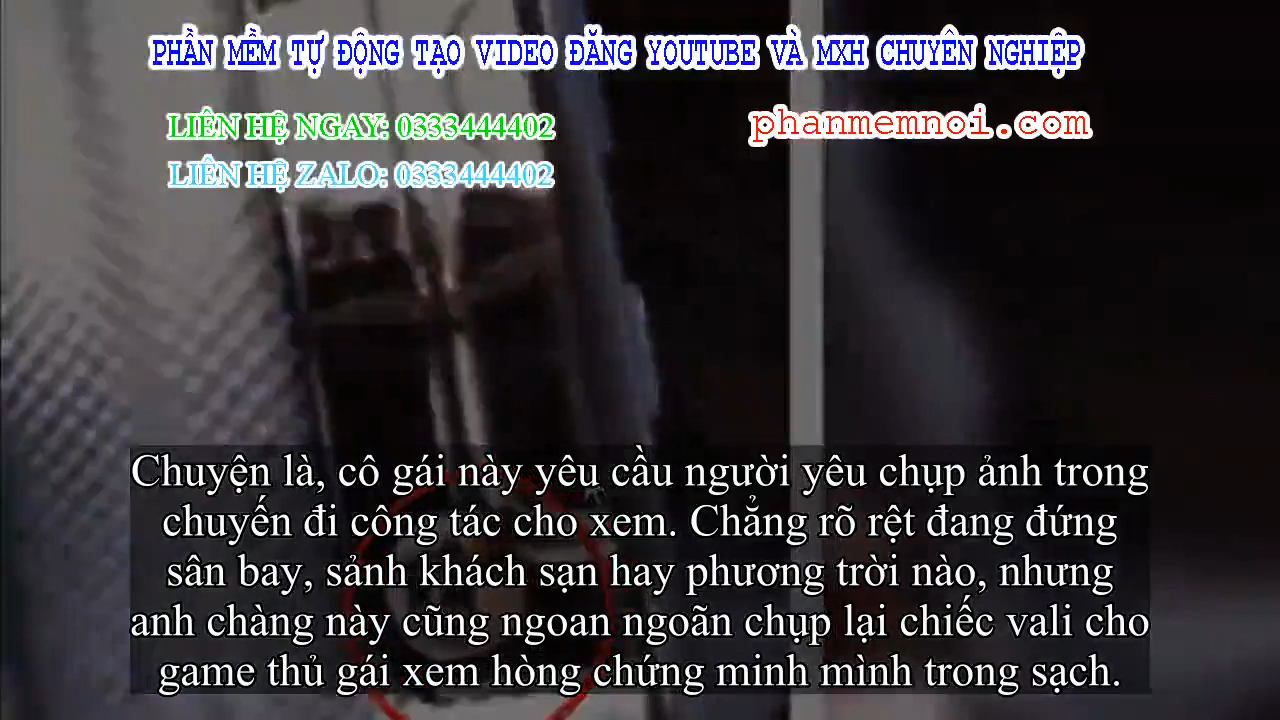 PHẦN MỀM TỰ ĐỘNG TẠO VIDEO ĐĂNG YOUTUBE VÀ MXH CHUYÊN NGHIỆP
LIÊN HỆ NGAY: 0333444402
phanmemnoi.com
LIÊN HỆ ZALO: 0333444402
Chuyện là, cô gái này yêu cầu người yêu chụp ảnh trong
chuyến đi công tác cho xem. Chẳng rõ rệt đang đứng
sân bay, sảnh khách sạn hay phương trời nào, nhưng
anh chàng này cũng ngoan ngoãn chụp lại chiếc vali cho
game thủ gái xem hòng chứng minh mình trong sạch.